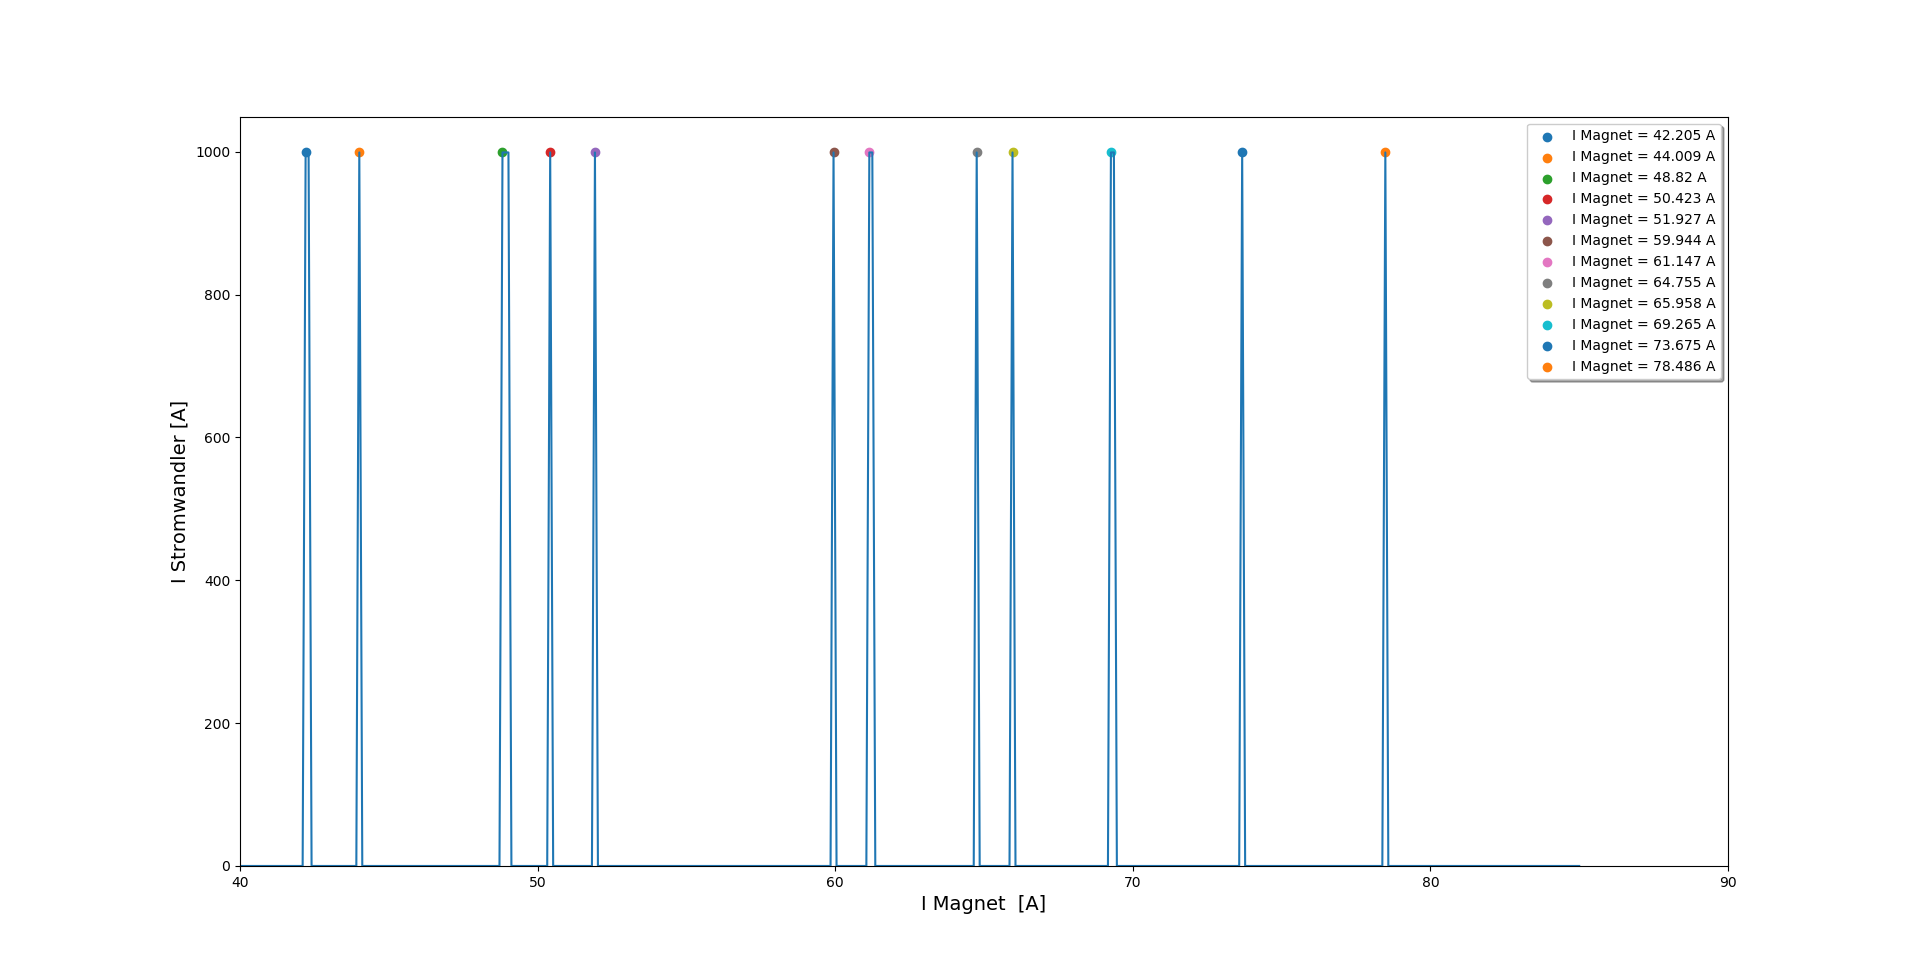 1000
800
600
400
200
0
I Stromwandler [A]
40
50
60
70
80
90
I Magnet  [A]
I Magnet = 42.205 A
I Magnet = 44.009 A
I Magnet = 48.82 A
I Magnet = 50.423 A
I Magnet = 51.927 A
I Magnet = 59.944 A
I Magnet = 61.147 A
I Magnet = 64.755 A
I Magnet = 65.958 A
I Magnet = 69.265 A
I Magnet = 73.675 A
I Magnet = 78.486 A